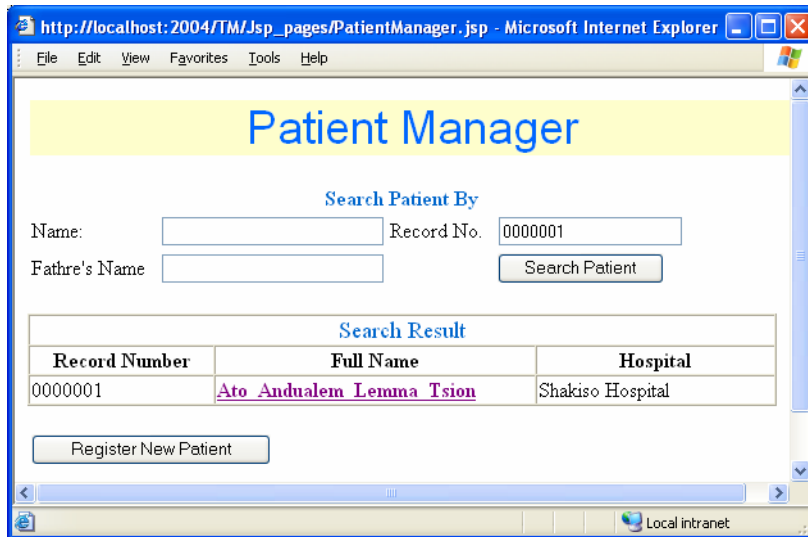 http://localhost:2004/TM/Jsp_pages/PatientManager.jsp - Microsoft Internet Explorer
File Edit View Favorites Tools Help
Patient Manager
Search Patient By
Name: Record No. 0000001
Fathre's Name Search Patient
Search Result
Record Number Full Name Hospital
0000001 Ato Andualem Lemma Tsion Shakiso Hospital
Register New Patient
Local intranet